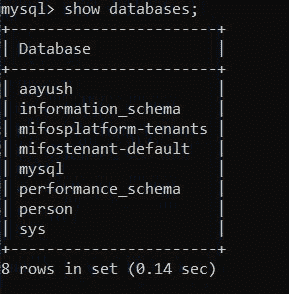 mysql> show databases;
+-----------------------+
| Database              |
+-----------------------+
| aayush                |
| information_schema    |
| mifosplatform-tenants |
| mifostenant-default   |
| mysql                 |
| performance_schema    |
| person                |
| sys                   |
+-----------------------+
8 rows in set (0.14 sec)